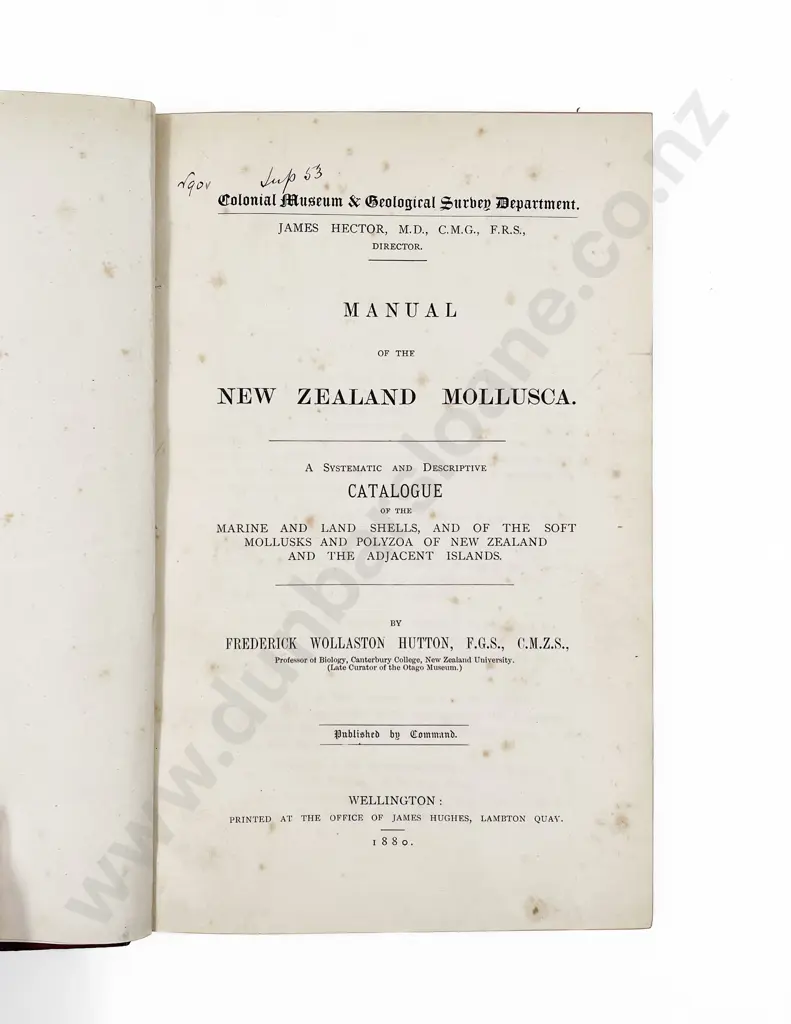 Sup 53
Colonial Museum & Geological Survey Department.
JAMES HECTOR, M.D., C.M.G., F.R.S.,
DIRECTOR.
MANUAL
OF THE
NEW ZEALAND MOLLUSCA.
A SYSTEMATIC AND DESCRIPTIVE
CATALOGUE
OF THE
MARINE AND LAND SHELLS, AND OF THE SOFT
MOLLUSKS AND POLYZOA OF NEW ZEALAND
AND THE ADJACENT ISLANDS.
BY
FREDERICK WOLLASTON HUTTON, F.G.S., C.M.Z.S.,
Professor of Biology, Canterbury College, New Zealand University.
(Late Curator of the Otago Museum.)
Published by Command.
WELLINGTON:
PRINTED AT THE OFFICE OF JAMES HUGHES, LAMBTON QUAY.
1880.
www.dunbarsloane.co.nz